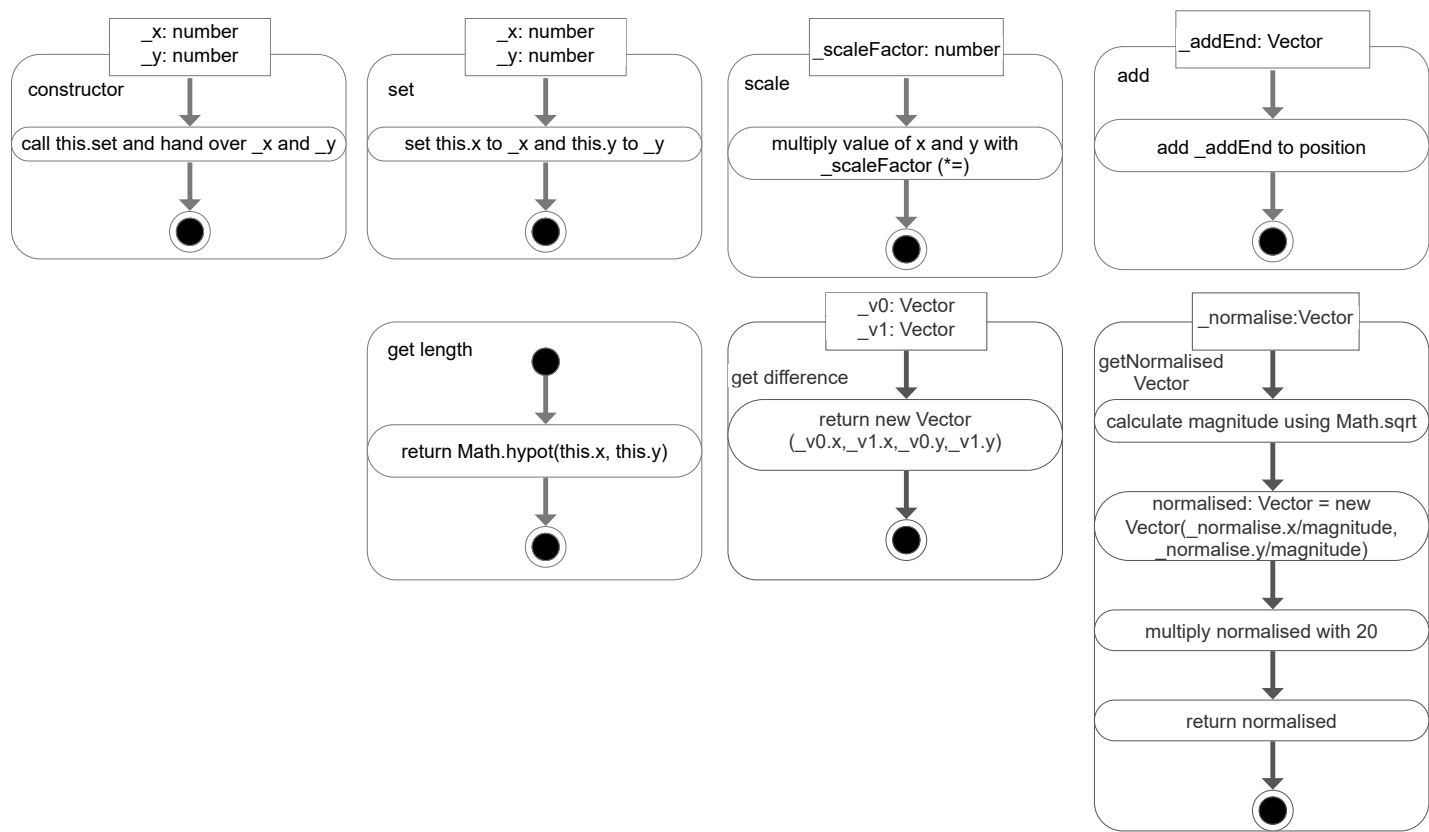 _x: number
_y: number
constructor
call this.set and hand over _x and _y
_x: number
_y: number
set
set this.x to _x and this.y to _y
_scaleFactor: number
scale
multiply value of x and y with
_scaleFactor (*=)
_addEnd: Vector
add
add _addEnd to position
get length
return Math.hypot(this.x, this.y)
_v0: Vector
_v1: Vector
get difference
return new Vector
(_v0.x,_v1.x,_v0.y,_v1.y)
_normalise:Vector
getNormalised
Vector
calculate magnitude using Math.sqrt
normalised: Vector = new
Vector(_normalise.x/magnitude,
_normalise.y/magnitude)
multiply normalised with 20
return normalised